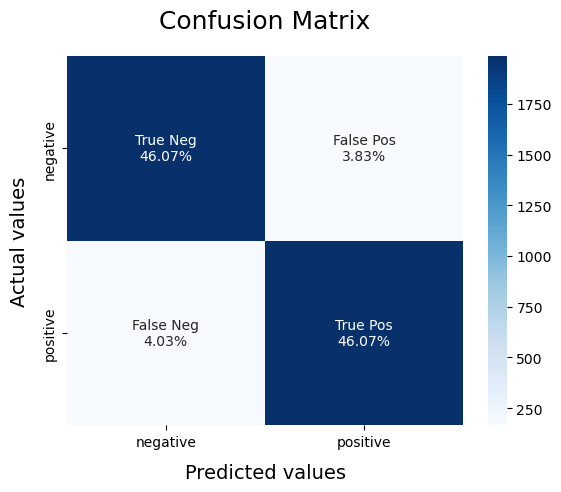 Confusion Matrix
Actual values
negative
positive
True Neg
46.07%
False Pos
3.83%
False Neg
4.03%
True Pos
46.07%
negative
positive
Predicted values
1750
1500
1250
1000
750
500
250